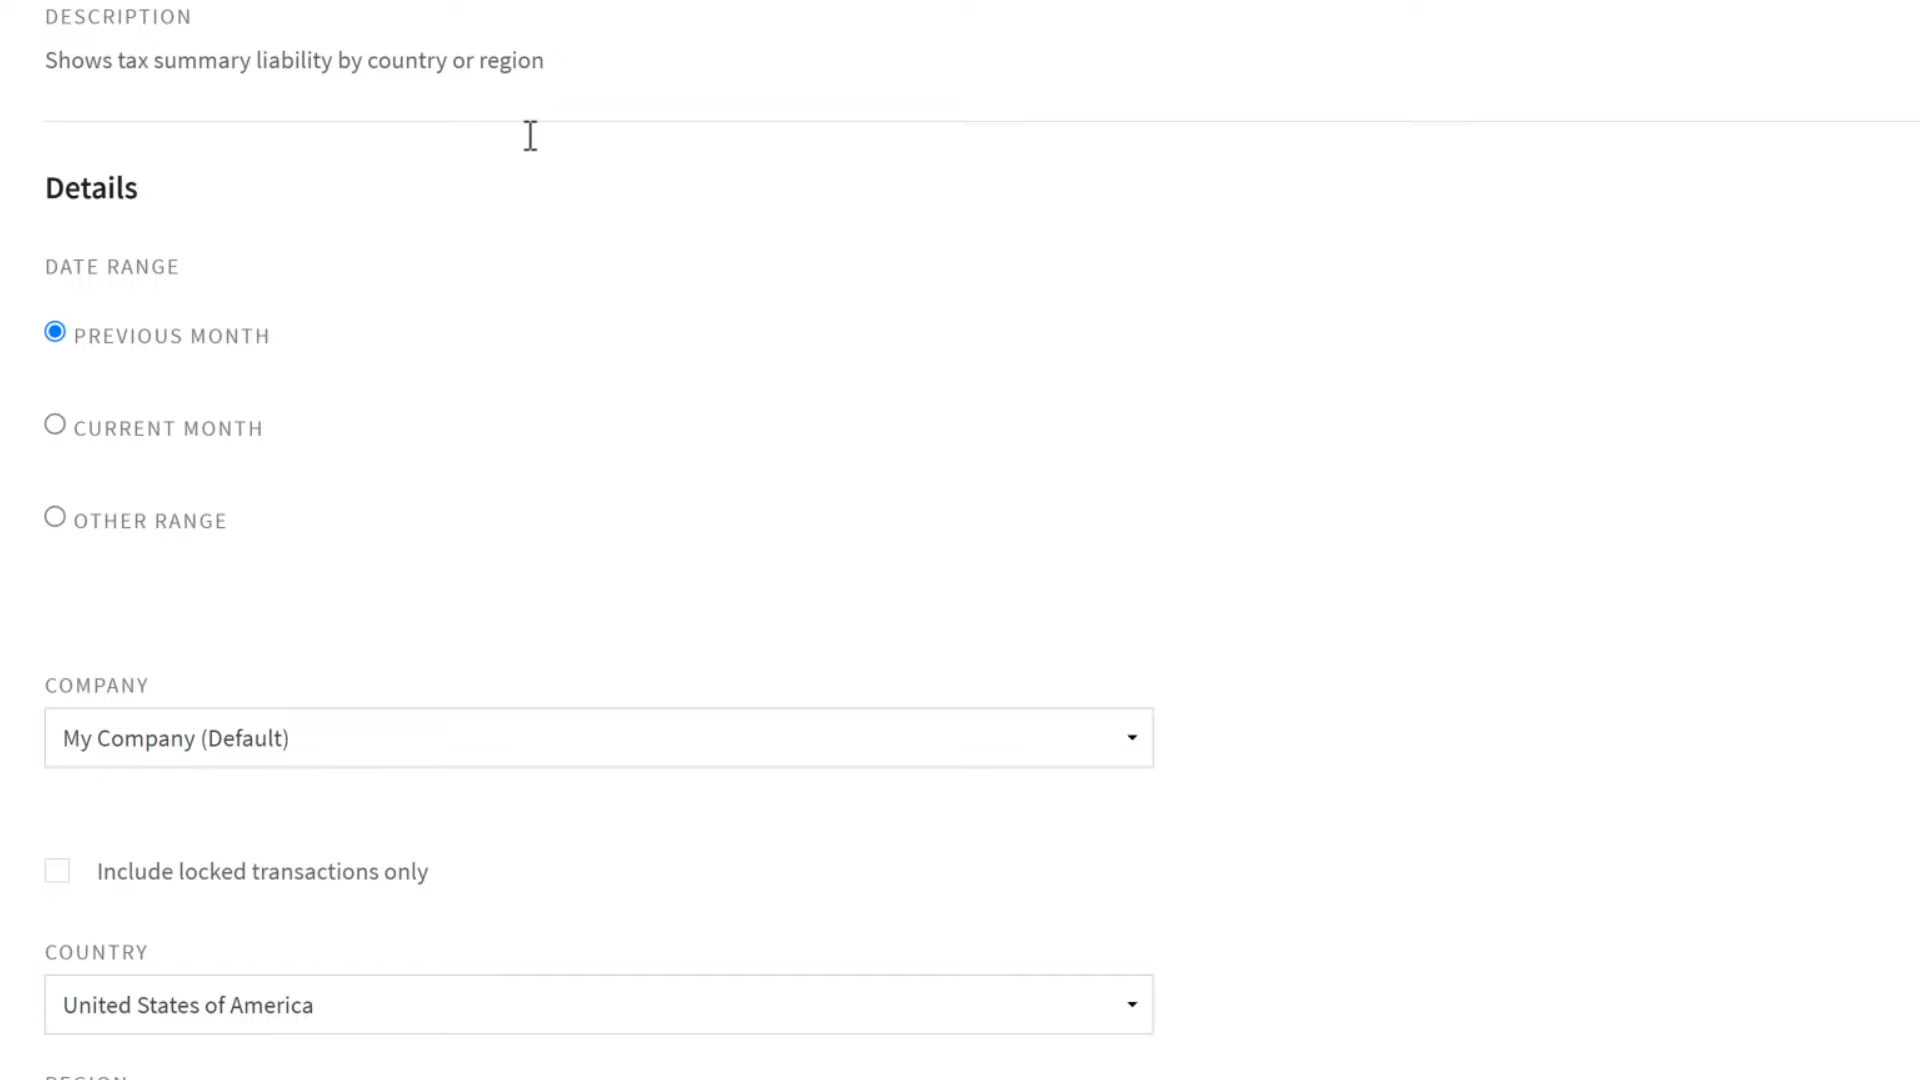 DESCRIPTION
Shows tax summary liability by country or region
Details
DATE RANGE
PREVIOUS MONTH
CURRENT MONTH
OTHER RANGE
COMPANY
My Company (Default)
Include locked transactions only
COUNTRY
United States of America
REGION